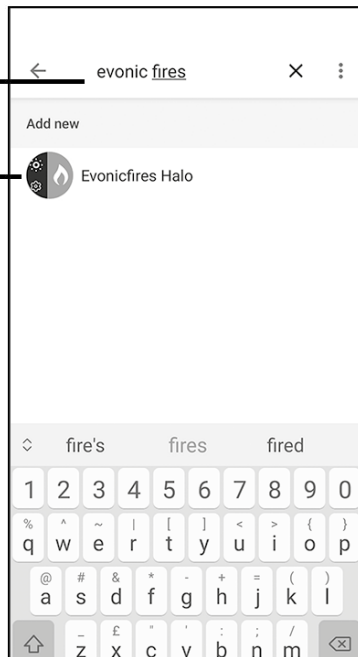 evonic fires
Add new
Evonicfires Halo
fire's fires fired
1 2 3 4 5 6 7 8 9 0
% ^ ~ | [ ] < > { }
q w e r t y u i o p
@ # & * - + = ( )
a s d f g h j k l
_ £ " ' : ; /
z x c v b n m